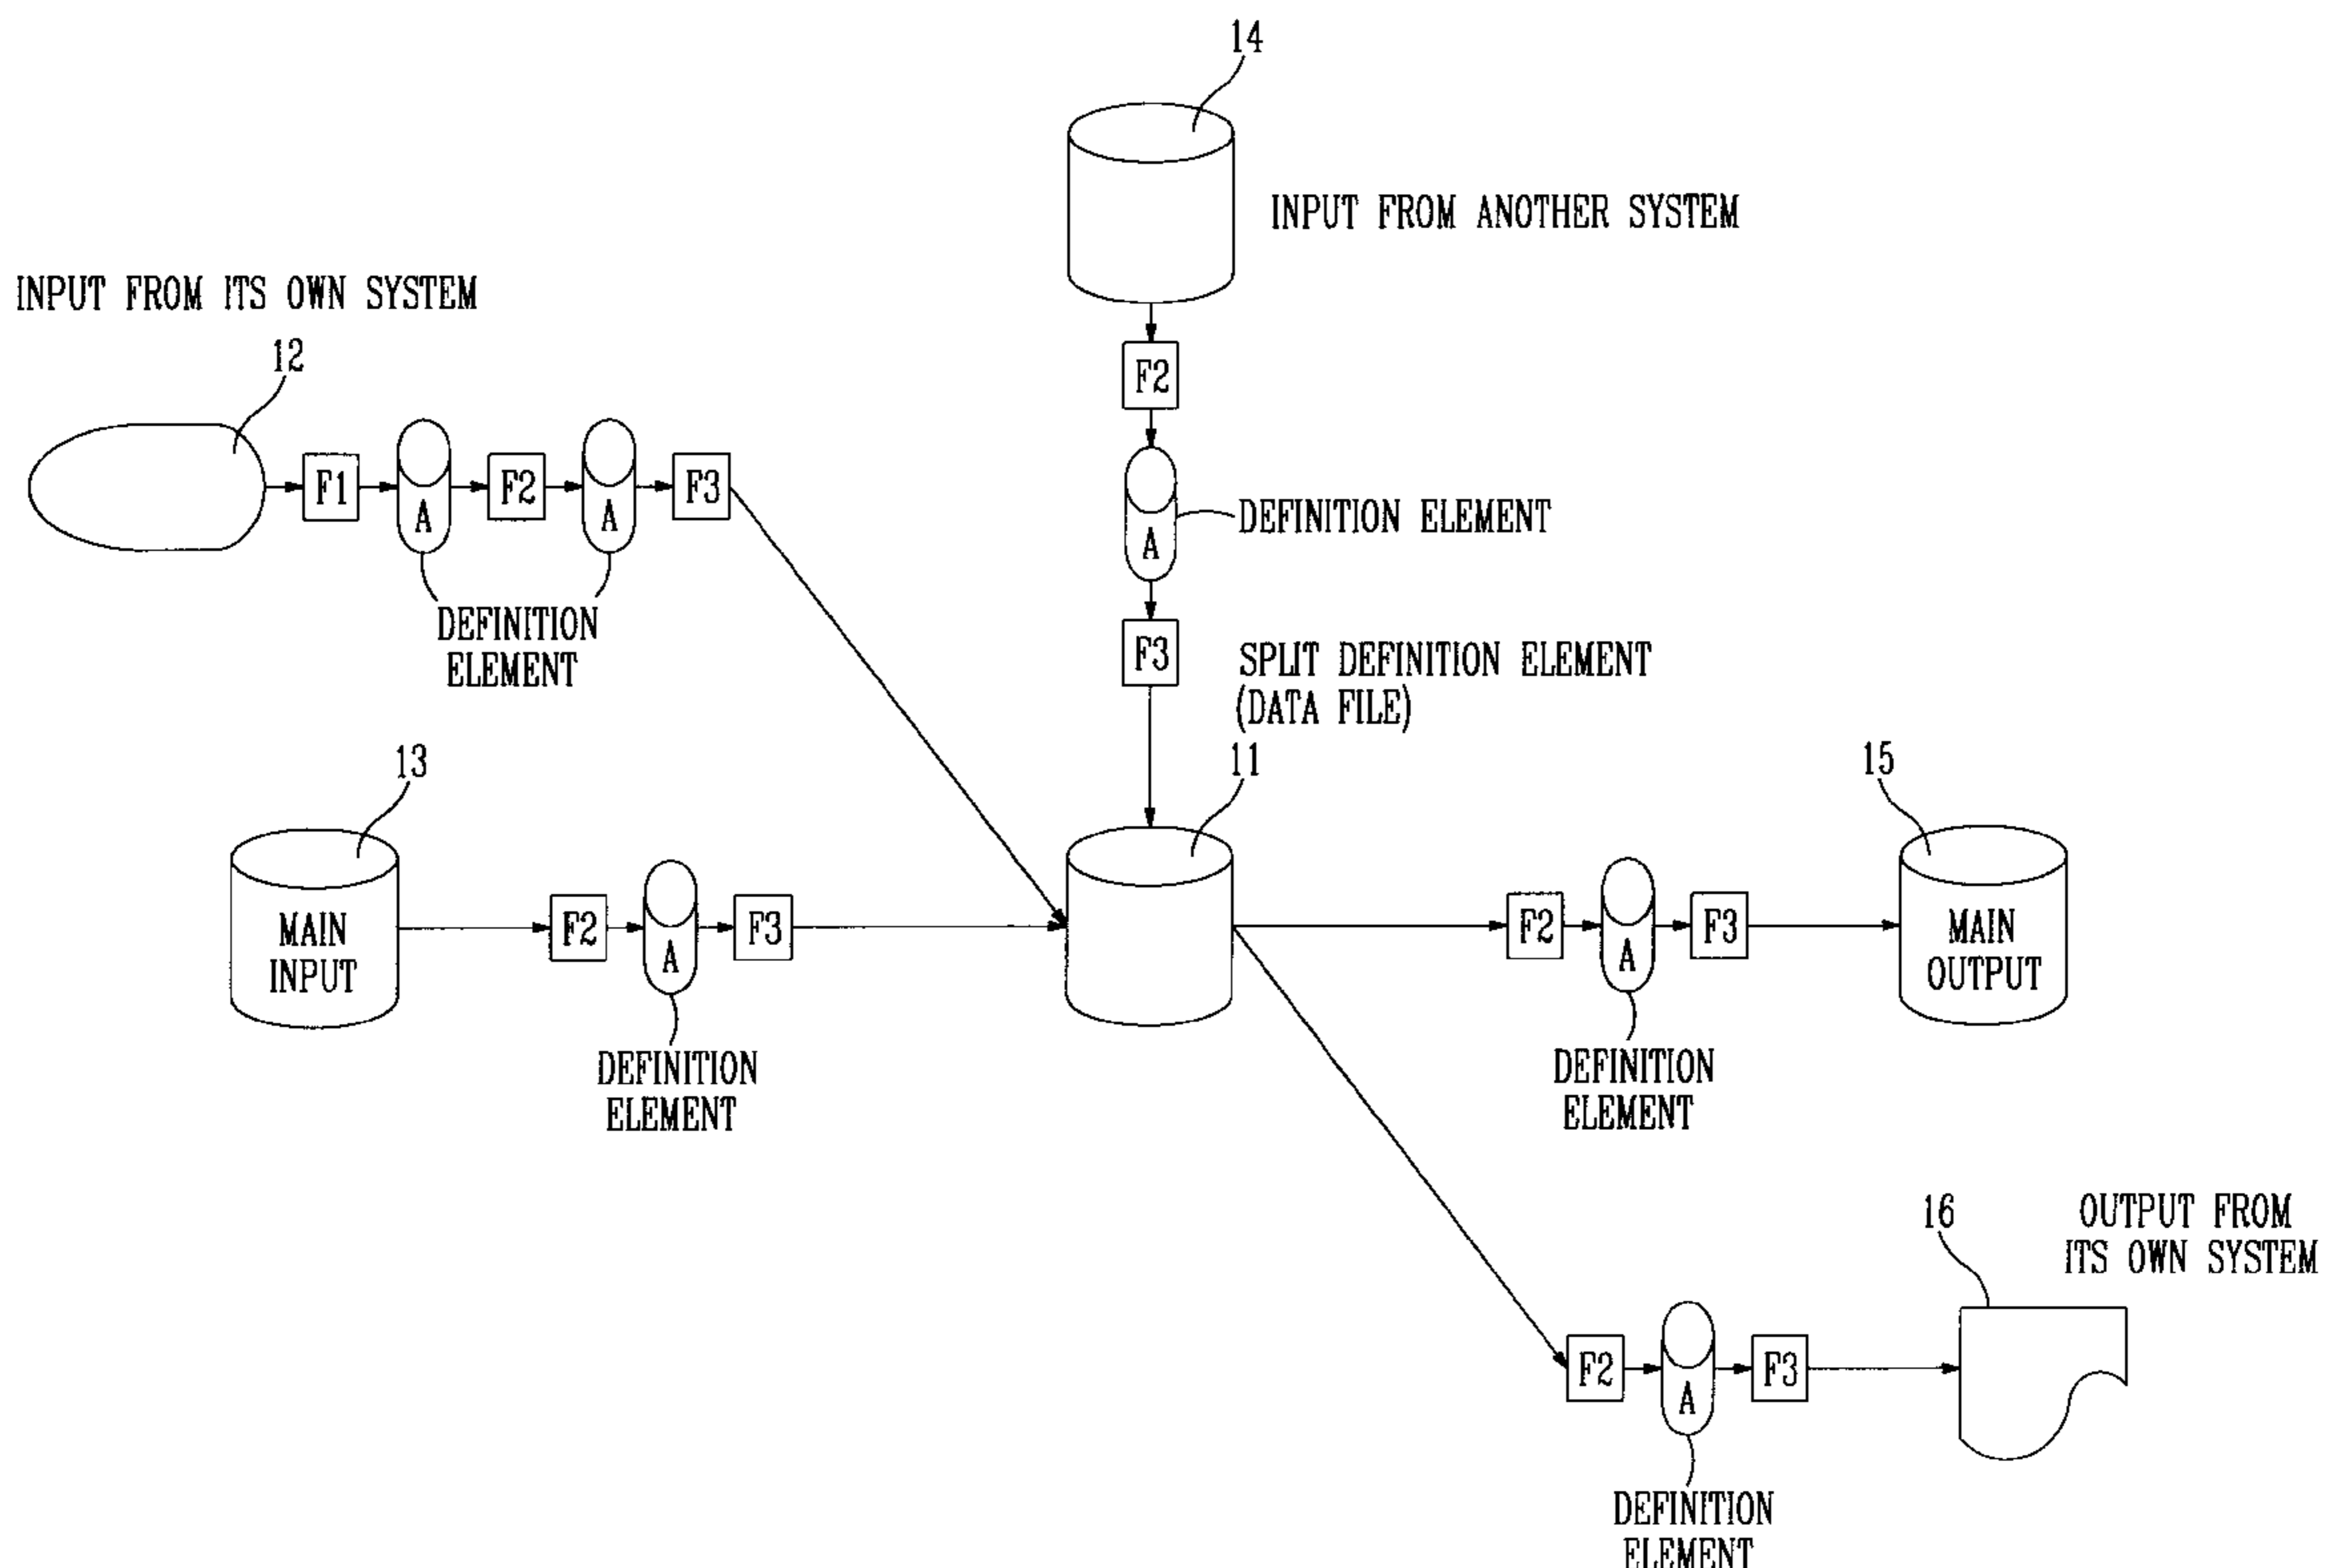 14
INPUT FROM ANOTHER SYSTEM
INPUT FROM ITS OWN SYSTEM
12
F2
F1
A
F2
A
F3
A
DEFINITION ELEMENT
DEFINITION
ELEMENT
F3
SPLIT DEFINITION ELEMENT
(DATA FILE)
13
11
15
MAIN
INPUT
F2
A
F3
F2
A
F3
MAIN
OUTPUT
DEFINITION
ELEMENT
DEFINITION
ELEMENT
16
OUTPUT FROM
ITS OWN SYSTEM
F2
A
F3
DEFINITION
ELEMENT